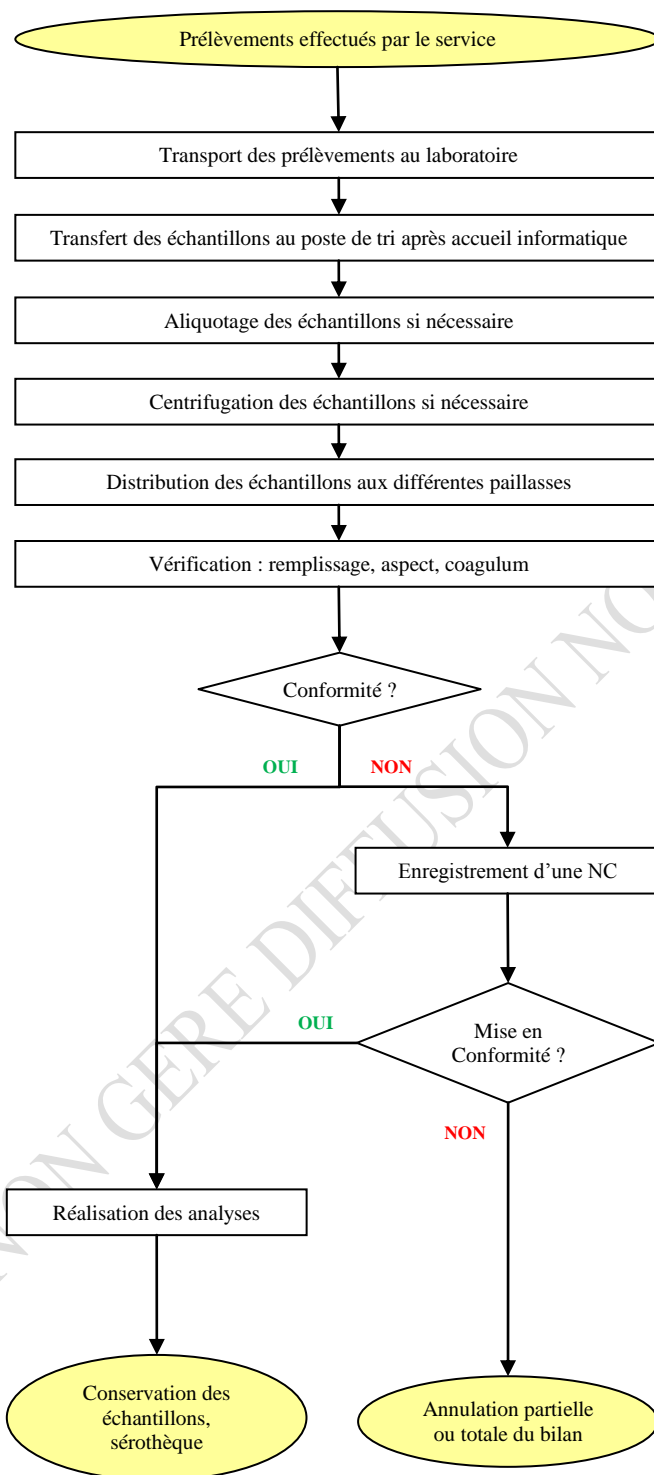 Prélèvements effectués par le service
Transport des prélèvements au laboratoire
Transfert des échantillons au poste de tri après accueil informatique
Aliquotage des échantillons si nécessaire
Centrifugation des échantillons si nécessaire
Distribution des échantillons aux différentes paillasses
Vérification : remplissage, aspect, coagulum
Conformité ?
OUI
NON
Enregistrement d’une NC
OUI
Mise en
Conformité ?
NON
Réalisation des analyses
Conservation des
échantillons,
sérothèque
Annulation partielle
ou totale du bilan
GERE DIFFUSION